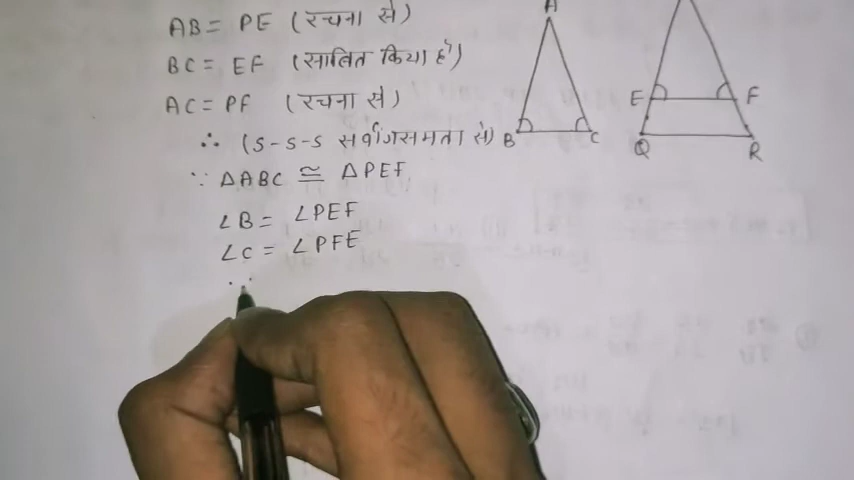 AB = PE (रचना से)
BC = EF (साबित किया है)
AC = PF (रचना से)
∴ (S-S-S सर्वांगसमता से)
∵ ΔABC ≅ ΔPEF
∠B = ∠PEF
∠C = ∠PFE
A
B
C
E
F
Q
R